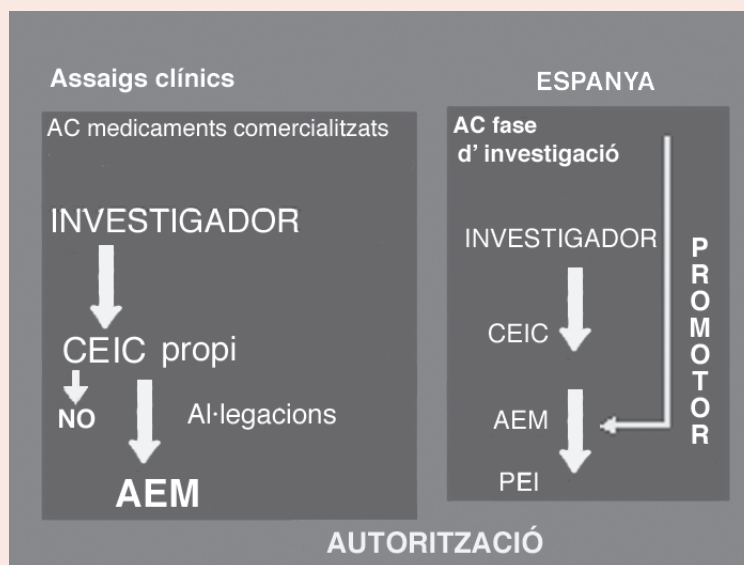 Assaigs clínics
AC medicaments comercialitzats
INVESTIGADOR
CEIC propi
NO
Al·legacions
AEM
ESPANYA
AC fase
d' investigació
INVESTIGADOR
CEIC
AEM
PEI
PROMOTOR
AUTORITZACIÓ